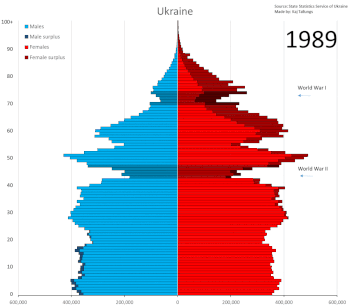 Ukraine
Source: State Statistics Service of Ukraine
Made by: Kaj Tallungs
100+
Males
Male surplus
Females
Female surplus
1989
90
80
World War I
70
60
50
World War II
40
30
20
10
0
600,000 400,000 200,000 0 200,000 400,000 600,000